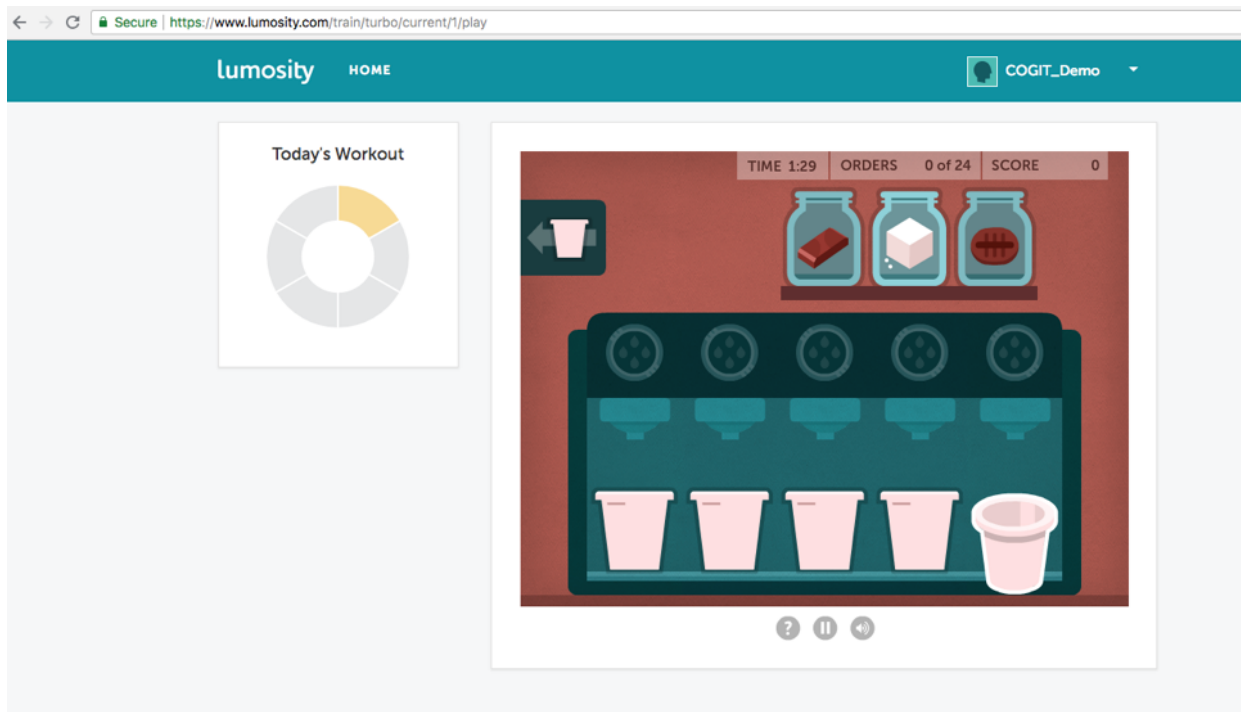 Secure | https://www.lumosity.com/train/turbo/current/1/play
lumosity HOME COGIT_Demo
Today's Workout
TIME 1:29 ORDERS 0 of 24 SCORE 0
?